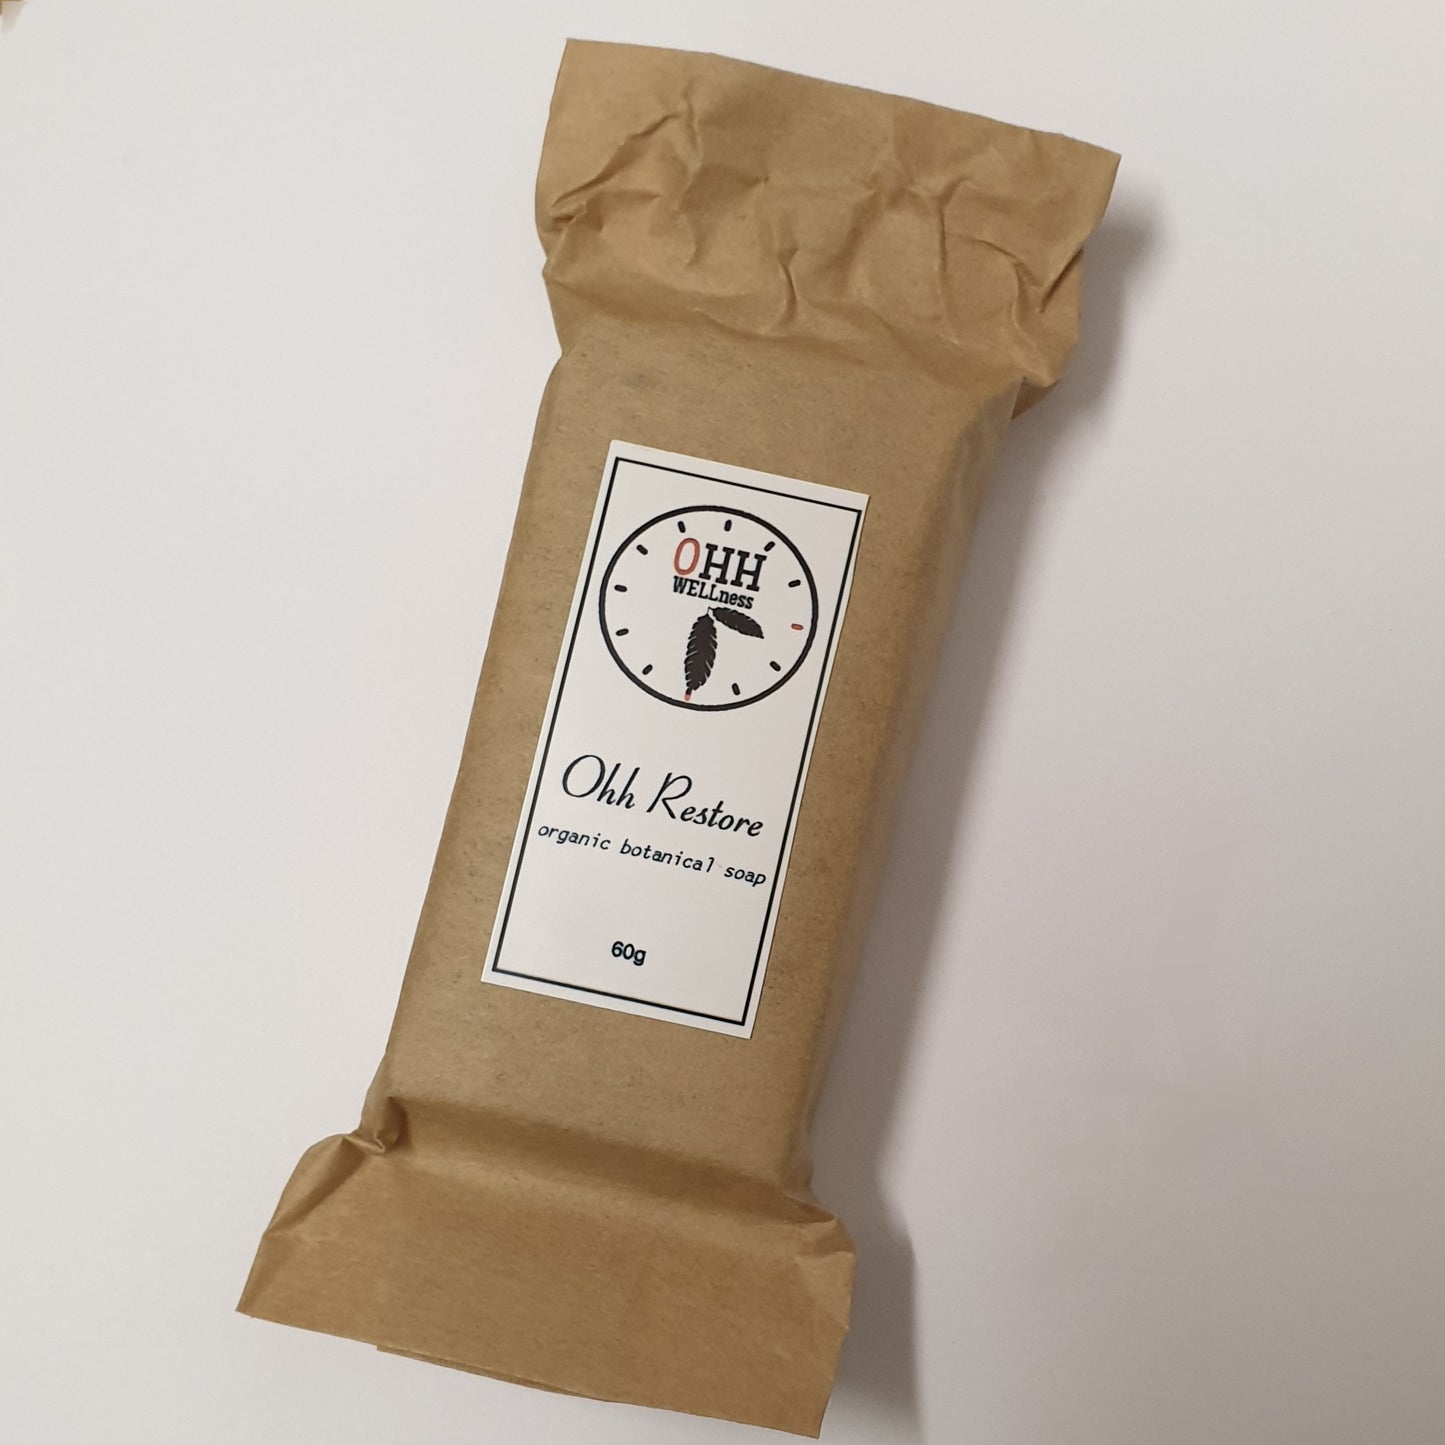 OHH
WELLness
Ohh Restore
organic botanical soap
60g